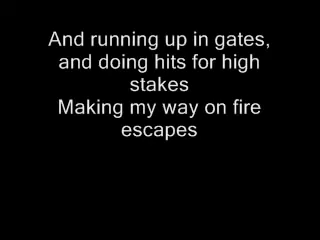 And running up in gates,
and doing hits for high
stakes
Making my way on fire
escapes